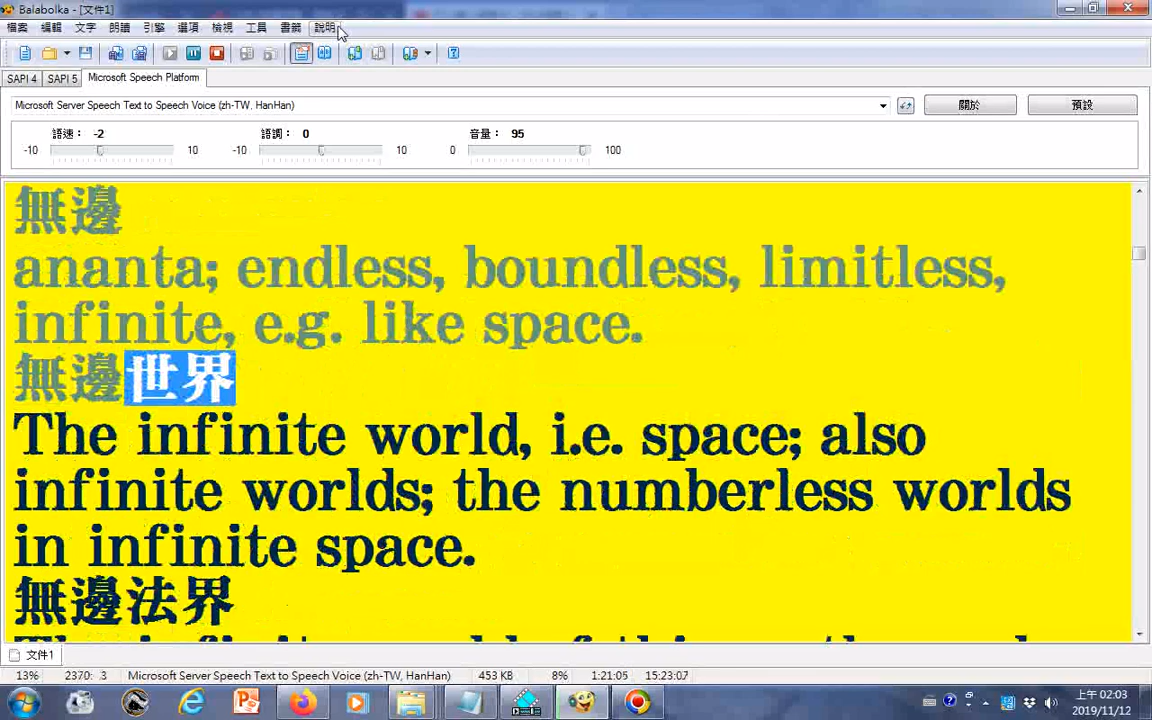 Balabolka - [文件1]
檔案 編輯 文字 朗讀 引擎 選項 檢視 工具 書籤 說明
SAPI 4 SAPI 5 Microsoft Speech Platform
Microsoft Server Speech Text to Speech Voice (zh-TW, HanHan) 關於 預設
語速： -2 語調： 0 音量： 95
-10 10 -10 10 0 100
無邊
ananta; endless, boundless, limitless,
infinite, e.g. like space.
無邊世界
The infinite world, i.e. space; also
infinite worlds; the numberless worlds
in infinite space.
無邊法界
文件1
13% 2370: 3 Microsoft Server Speech Text to Speech Voice (zh-TW, HanHan) 453 KB 8% 1:21:05 15:23:07
上午 02:03
2019/11/12